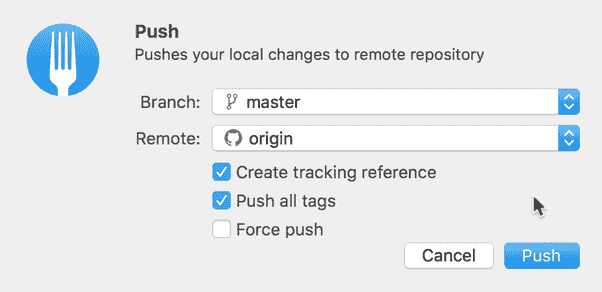 Push
Pushes your local changes to remote repository
Branch: master
Remote: origin
Create tracking reference
Push all tags
Force push
Cancel Push